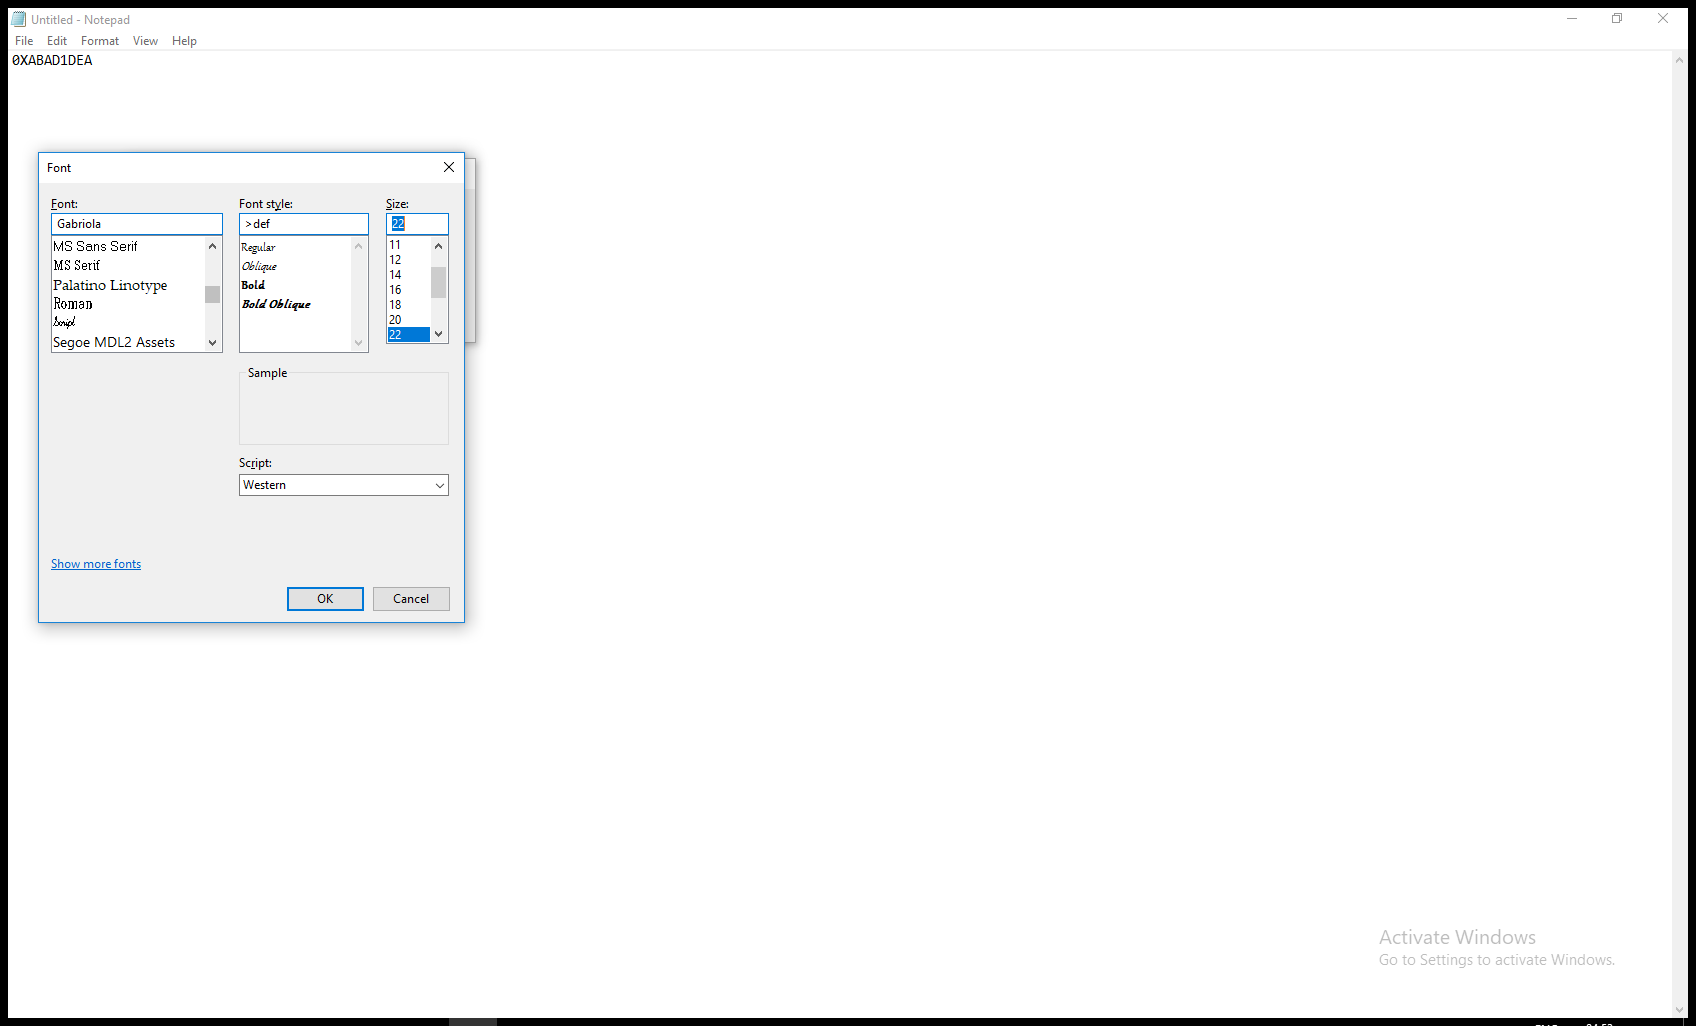 Untitled - Notepad
File Edit Format View Help
0XABAD1DEA
Font
Font: Font style: Size:
Gabriola >def 22
MS Sans Serif
MS Serif
Palatino Linotype
Roman
Script
Segoe MDL2 Assets
Regular
Oblique
Bold
Bold Oblique
11
12
14
16
18
20
22
Sample
Script:
Western
Show more fonts
OK Cancel
Activate Windows
Go to Settings to activate Windows.